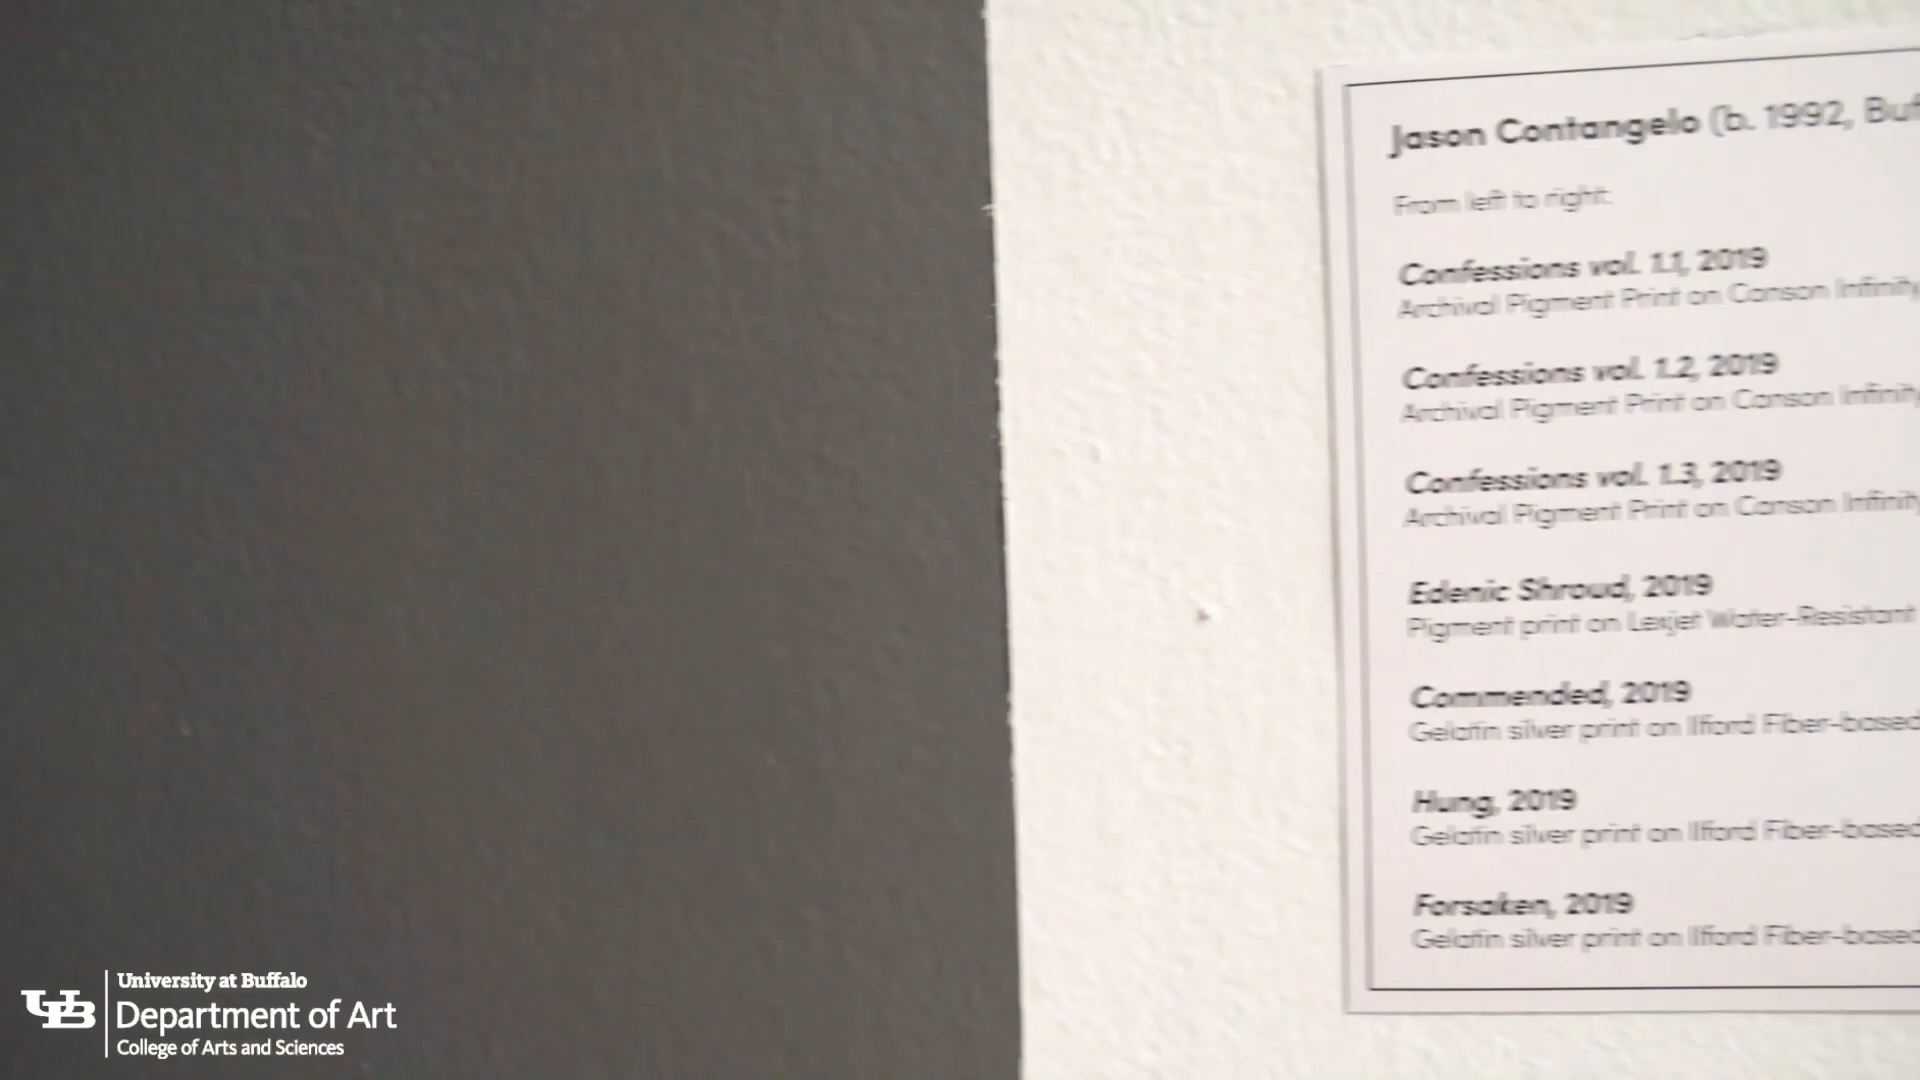 Jason Contangelo (b. 1992, Buf
From left to right:
Confessions vol. 1.1, 2019
Archival Pigment Print on Canson Infinity
Confessions vol. 1.2, 2019
Archival Pigment Print on Canson Infinity
Confessions vol. 1.3, 2019
Archival Pigment Print on Canson Infinity
Edenic Shroud, 2019
Pigment print on Lexjet Water-Resistant
Commended, 2019
Gelatin silver print on Ilford Fiber-based
Hung, 2019
Gelatin silver print on Ilford Fiber-based
Forsaken, 2019
Gelatin silver print on Ilford Fiber-based
UB
University at Buffalo
Department of Art
College of Arts and Sciences